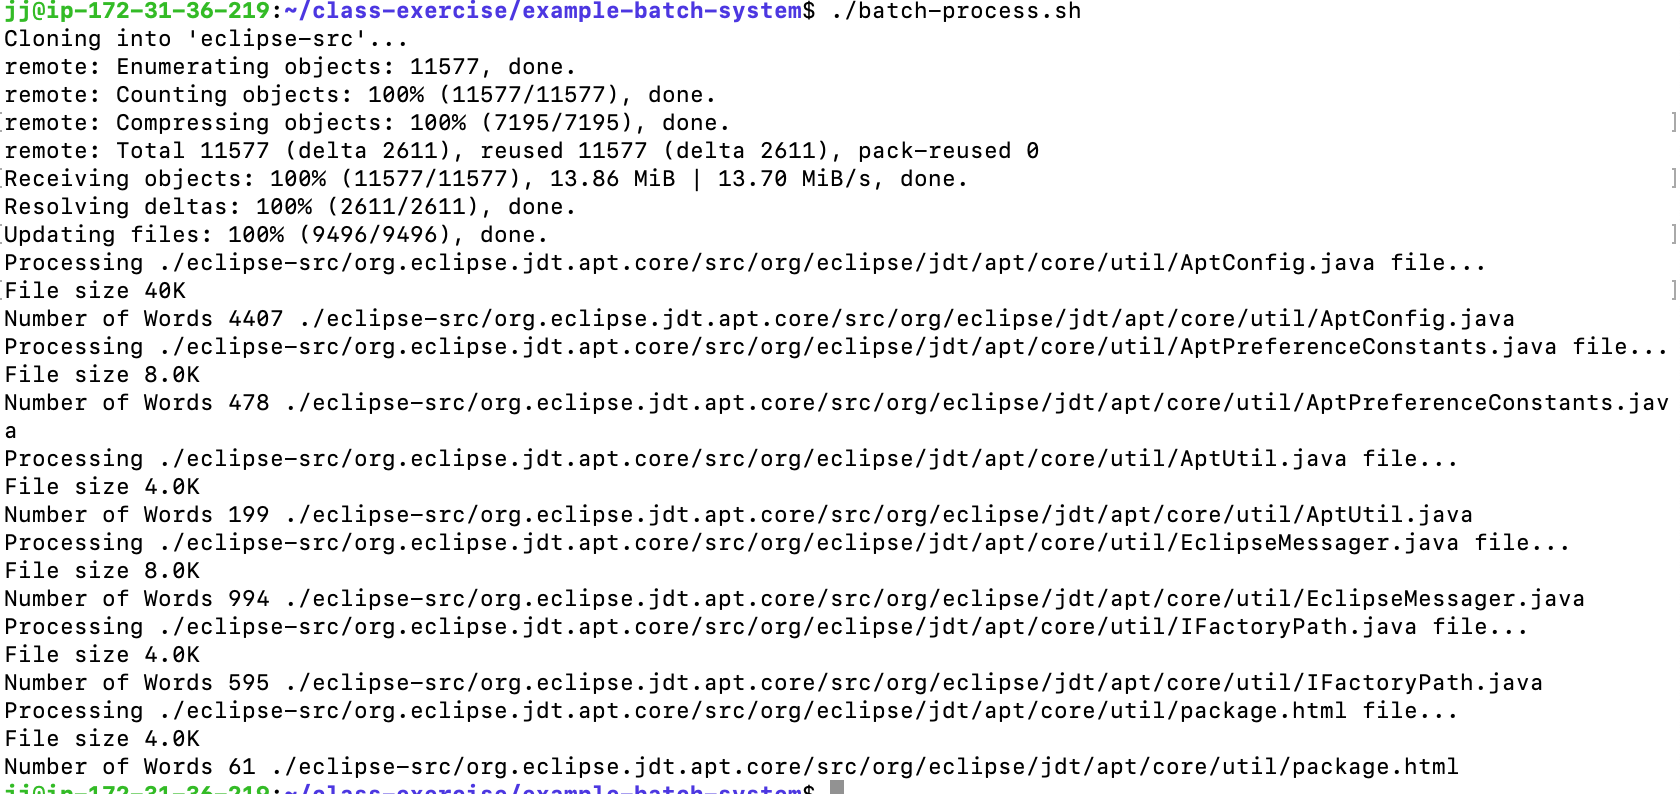 jj@ip-172-31-36-219:~/class-exercise/example-batch-system$ ./batch-process.sh
Cloning into 'eclipse-src'...
remote: Enumerating objects: 11577, done.
remote: Counting objects: 100% (11577/11577), done.
remote: Compressing objects: 100% (7195/7195), done.
remote: Total 11577 (delta 2611), reused 11577 (delta 2611), pack-reused 0
Receiving objects: 100% (11577/11577), 13.86 MiB | 13.70 MiB/s, done.
Resolving deltas: 100% (2611/2611), done.
Updating files: 100% (9496/9496), done.
Processing ./eclipse-src/org.eclipse.jdt.apt.core/src/org/eclipse/jdt/apt/core/util/AptConfig.java file...
File size 40K
Number of Words 4407 ./eclipse-src/org.eclipse.jdt.apt.core/src/org/eclipse/jdt/apt/core/util/AptConfig.java
Processing ./eclipse-src/org.eclipse.jdt.apt.core/src/org/eclipse/jdt/apt/core/util/AptPreferenceConstants.java file...
File size 8.0K
Number of Words 478 ./eclipse-src/org.eclipse.jdt.apt.core/src/org/eclipse/jdt/apt/core/util/AptPreferenceConstants.jav
a
Processing ./eclipse-src/org.eclipse.jdt.apt.core/src/org/eclipse/jdt/apt/core/util/AptUtil.java file...
File size 4.0K
Number of Words 199 ./eclipse-src/org.eclipse.jdt.apt.core/src/org/eclipse/jdt/apt/core/util/AptUtil.java
Processing ./eclipse-src/org.eclipse.jdt.apt.core/src/org/eclipse/jdt/apt/core/util/EclipseMessager.java file...
File size 8.0K
Number of Words 994 ./eclipse-src/org.eclipse.jdt.apt.core/src/org/eclipse/jdt/apt/core/util/EclipseMessager.java
Processing ./eclipse-src/org.eclipse.jdt.apt.core/src/org/eclipse/jdt/apt/core/util/IFactoryPath.java file...
File size 4.0K
Number of Words 595 ./eclipse-src/org.eclipse.jdt.apt.core/src/org/eclipse/jdt/apt/core/util/IFactoryPath.java
Processing ./eclipse-src/org.eclipse.jdt.apt.core/src/org/eclipse/jdt/apt/core/util/package.html file...
File size 4.0K
Number of Words 61 ./eclipse-src/org.eclipse.jdt.apt.core/src/org/eclipse/jdt/apt/core/util/package.html
jj@ip-172-31-36-219:~/class-exercise/example-batch-system$